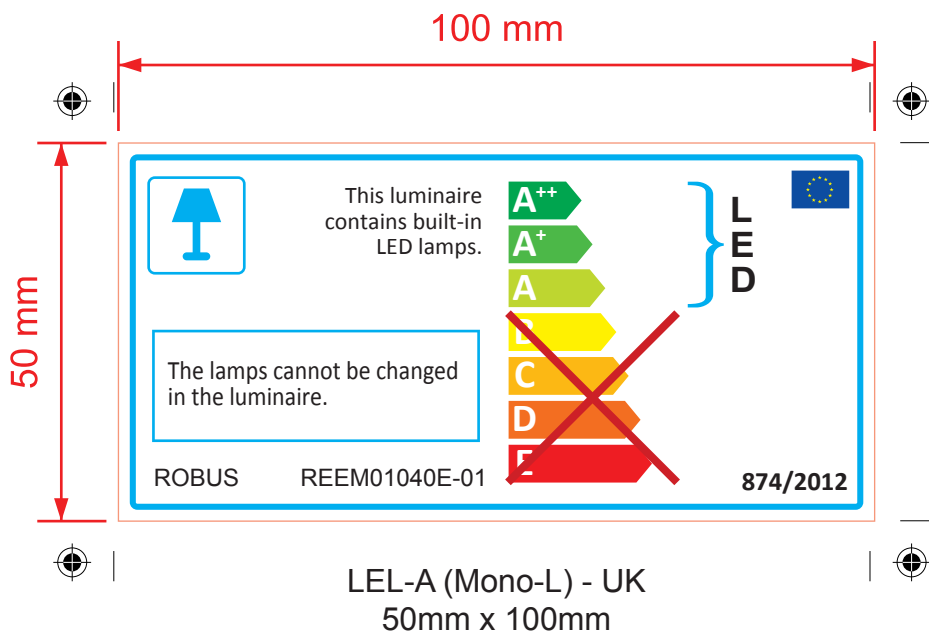 100 mm
50 mm
This luminaire
contains built-in
LED lamps.
A++
A+
A
B
C
D
E
L
E
D
The lamps cannot be changed
in the luminaire.
ROBUS REEM01040E-01
874/2012
LEL-A (Mono-L) - UK
50mm x 100mm